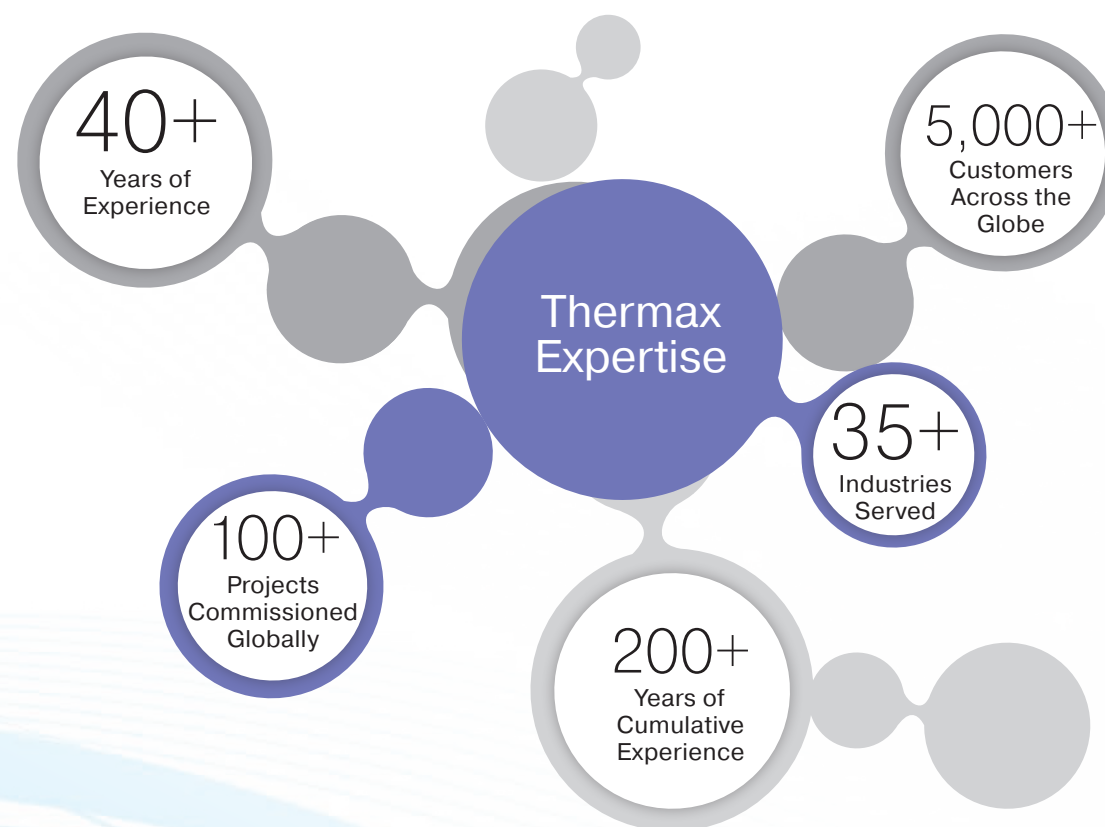 40+
Years of
Experience
5,000+
Customers
Across the
Globe
Thermax
Expertise
35+
Industries
Served
100+
Projects
Commissioned
Globally
200+
Years of
Cumulative
Experience